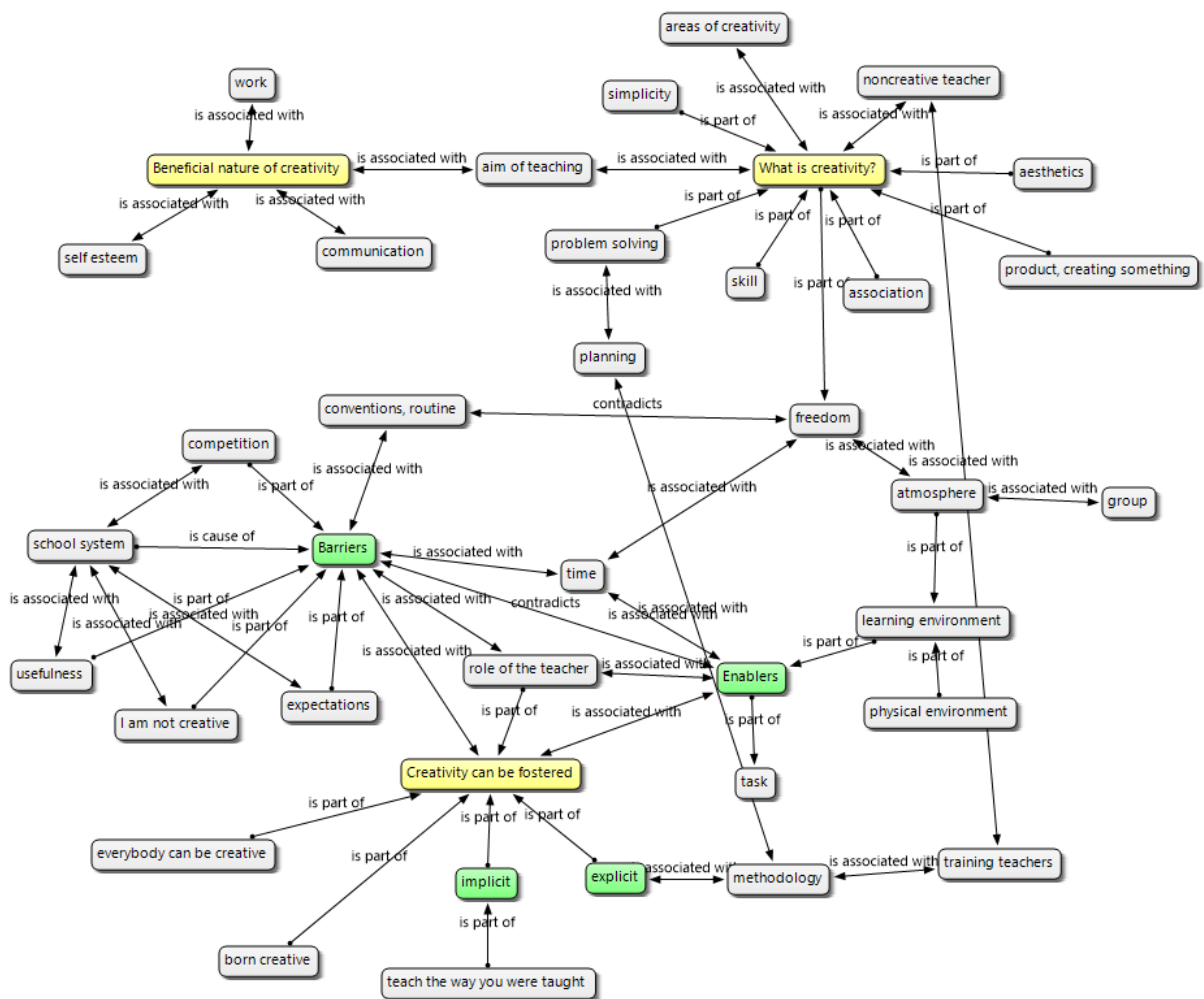 areas of creativity
work
simplicity
noncreative teacher
is associated with
is associated with
is part of
is associated with
Beneficial nature of creativity
is associated with
aim of teaching
is associated with
What is creativity?
is part of
aesthetics
is associated with
is associated with
is part of
is part of
is part of
is part of
self esteem
communication
problem solving
skill
is part of
association
product, creating something
is associated with
planning
conventions, routine
contradicts
freedom
competition
is associated with
is part of
is associated with
is associated with
is associated with
is associated with
atmosphere
is associated with
group
school system
is cause of
Barriers
is associated with
time
is part of
is associated with
is part of
is associated with
is associated with
is part of
is part of
is associated with
contradicts
is associated with
is associated with
learning environment
is part of
is part of
usefulness
is associated with
role of the teacher
is associated with
Enablers
I am not creative
expectations
is part of
is associated with
is part of
physical environment
Creativity can be fostered
task
is part of
is part of
is part of
everybody can be creative
is part of
implicit
explicit
is associated with
methodology
is associated with
training teachers
is part of
born creative
teach the way you were taught